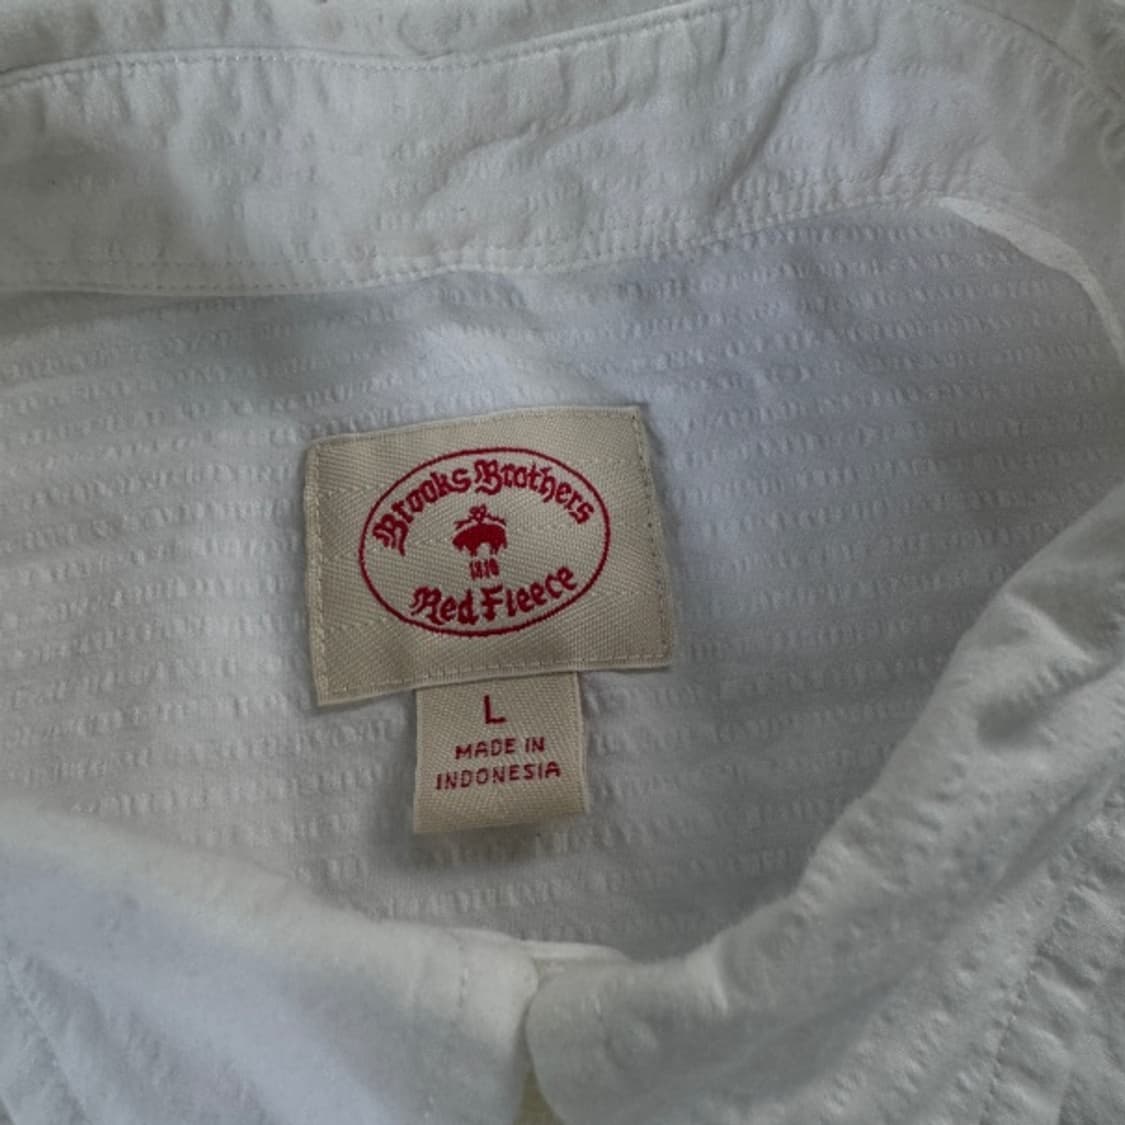 Brooks Brothers
1818
Red Fleece
L
MADE IN
INDONESIA